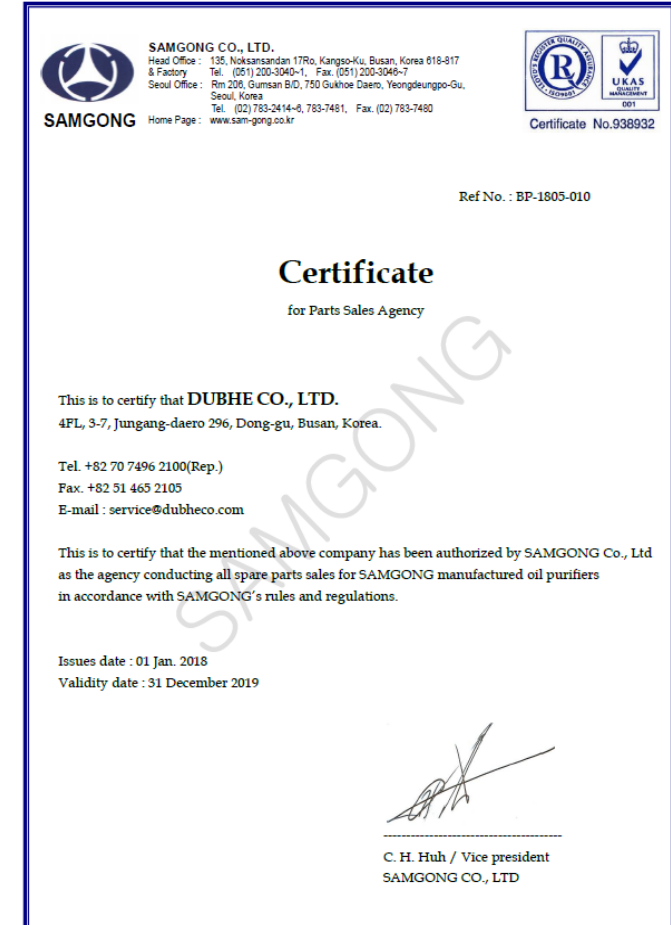 SAMGONG
SAMGONG CO., LTD.
Head Office : 135, Noksansandan 17Ro, Kangso-Ku, Busan, Korea 618-817
& Factory Tel. (051) 200-3040~1, Fax. (051) 200-3046~7
Seoul Office : Rm 206, Gumsan B/D, 750 Gukhoe Daero, Yeongdeungpo-Gu,
Seoul, Korea
Tel. (02) 783-2414~6, 783-7481, Fax. (02) 783-7480
Home Page : www.sam-gong.co.kr
LLOYD'S REGISTER QUALITY ASSURANCE
R
ISO9001
UKAS
QUALITY
MANAGEMENT
001
Certificate No.938932
Ref No. : BP-1805-010
Certificate
for Parts Sales Agency
This is to certify that DUBHE CO., LTD.
4FL, 3-7, Jungang-daero 296, Dong-gu, Busan, Korea.
Tel. +82 70 7496 2100(Rep.)
Fax. +82 51 465 2105
E-mail : service@dubheco.com
This is to certify that the mentioned above company has been authorized by SAMGONG Co., Ltd
as the agency conducting all spare parts sales for SAMGONG manufactured oil purifiers
in accordance with SAMGONG's rules and regulations.
SAMGONG
Issues date : 01 Jan. 2018
Validity date : 31 December 2019
C. H. Huh / Vice president
SAMGONG CO., LTD